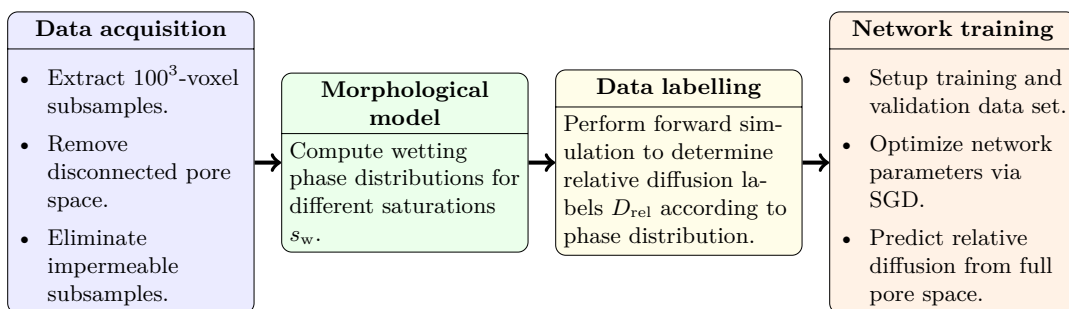 Data acquisition
• Extract 100³-voxel
subsamples.
• Remove
disconnected pore
space.
• Eliminate
impermeable
subsamples.
Morphological
model
Compute wetting
phase distributions for
different saturations
s_w.
Data labelling
Perform forward sim-
ulation to determine
relative diffusion la-
bels D_rel according to
phase distribution.
Network training
• Setup training and
validation data set.
• Optimize network
parameters via
SGD.
• Predict relative
diffusion from full
pore space.